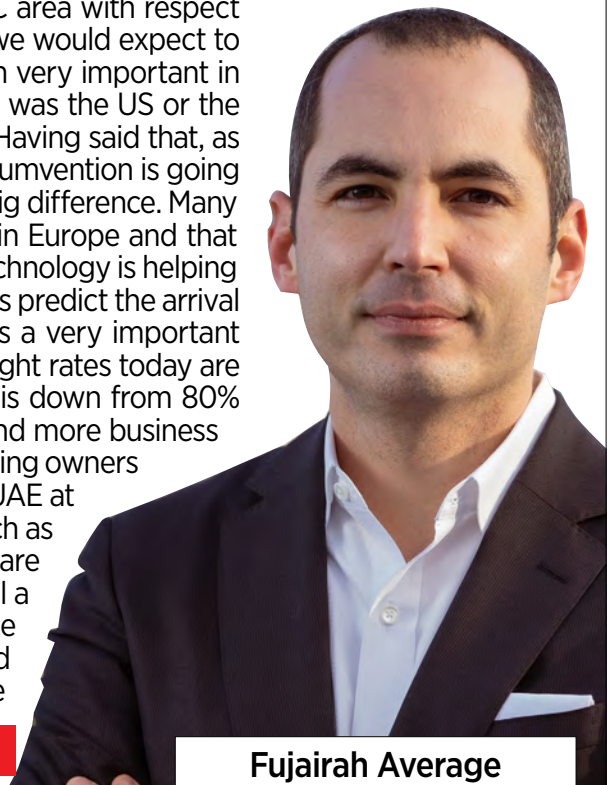 C area with respect
we would expect to
n very important in
was the US or the
Having said that, as
umvention is going
ig difference. Many
in Europe and that
chnology is helping
s predict the arrival
s a very important
ght rates today are
is down from 80%
nd more business
ing owners
UAE at
ch as
are
l a
e
d
e
Fujairah Average